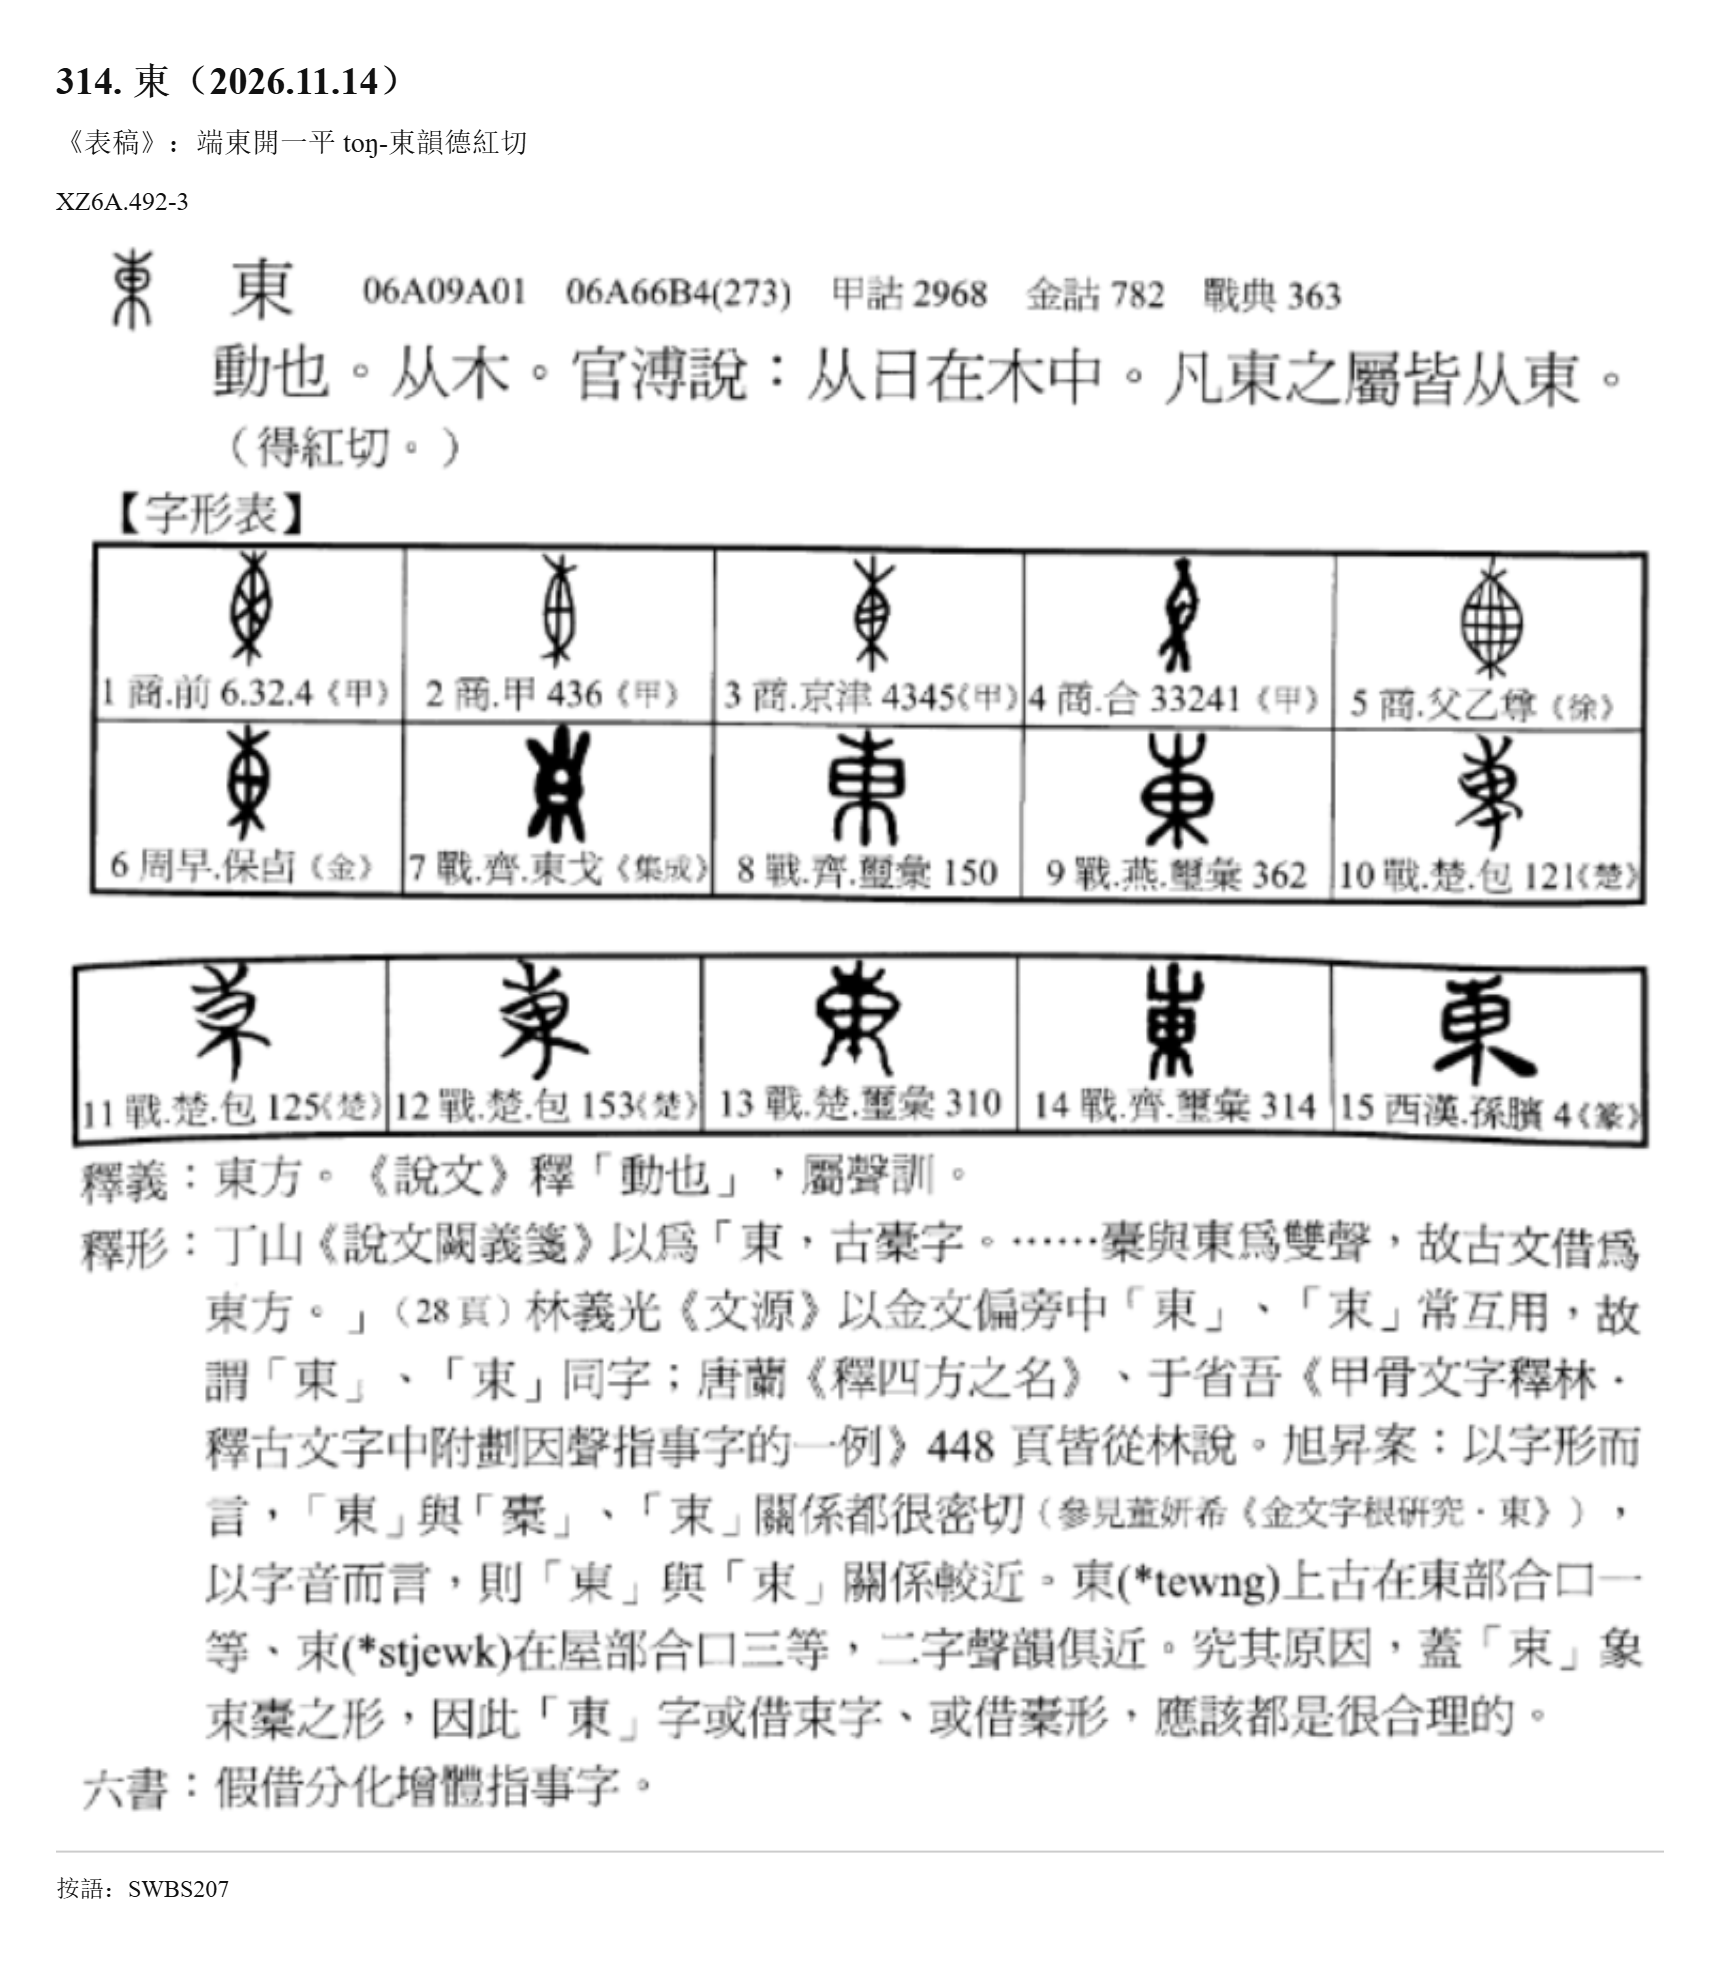 314. 東（2026.11.14）
《表稿》：端東開一平 toŋ-東韻德紅切
XZ6A.492-3
東 06A09A01 06A66B4(273) 甲詁 2968 金詁 782 戰典 363
動也。从木。官溥說：从日在木中。凡東之屬皆从東。
（得紅切。）
【字形表】
1 商.前 6.32.4《甲》 2 商.甲 436《甲》 3 商.京津 4345《甲》 4 商.合 33241《甲》 5 商.父乙尊《徐》
6 周早.保卣《金》 7 戰.齊.東戈《集成》 8 戰.齊.璽彙 150 9 戰.燕.璽彙 362 10 戰.楚.包 121《楚》
11 戰.楚.包 125《楚》 12 戰.楚.包 153《楚》 13 戰.楚.璽彙 310 14 戰.齊.璽彙 314 15 西漢.孫臏 4《篆》
釋義：東方。《說文》釋「動也」，屬聲訓。
釋形：丁山《說文闕義箋》以為「東，古橐字。……橐與東為雙聲，故古文借為
東方。」（28 頁）林義光《文源》以金文偏旁中「東」、「束」常互用，故
謂「東」、「束」同字；唐蘭《釋四方之名》、于省吾《甲骨文字釋林．
釋古文字中附劃因聲指事字的一例》448 頁皆從林說。旭昇案：以字形而
言，「東」與「橐」、「束」關係都很密切（參見董妍希《金文字根研究．東》），
以字音而言，則「東」與「束」關係較近。東(*tewng)上古在東部合口一
等、束(*stjewk)在屋部合口三等，二字聲韻俱近。究其原因，蓋「束」象
束橐之形，因此「東」字或借束字、或借橐形，應該都是很合理的。
六書：假借分化增體指事字。
按語：SWBS207